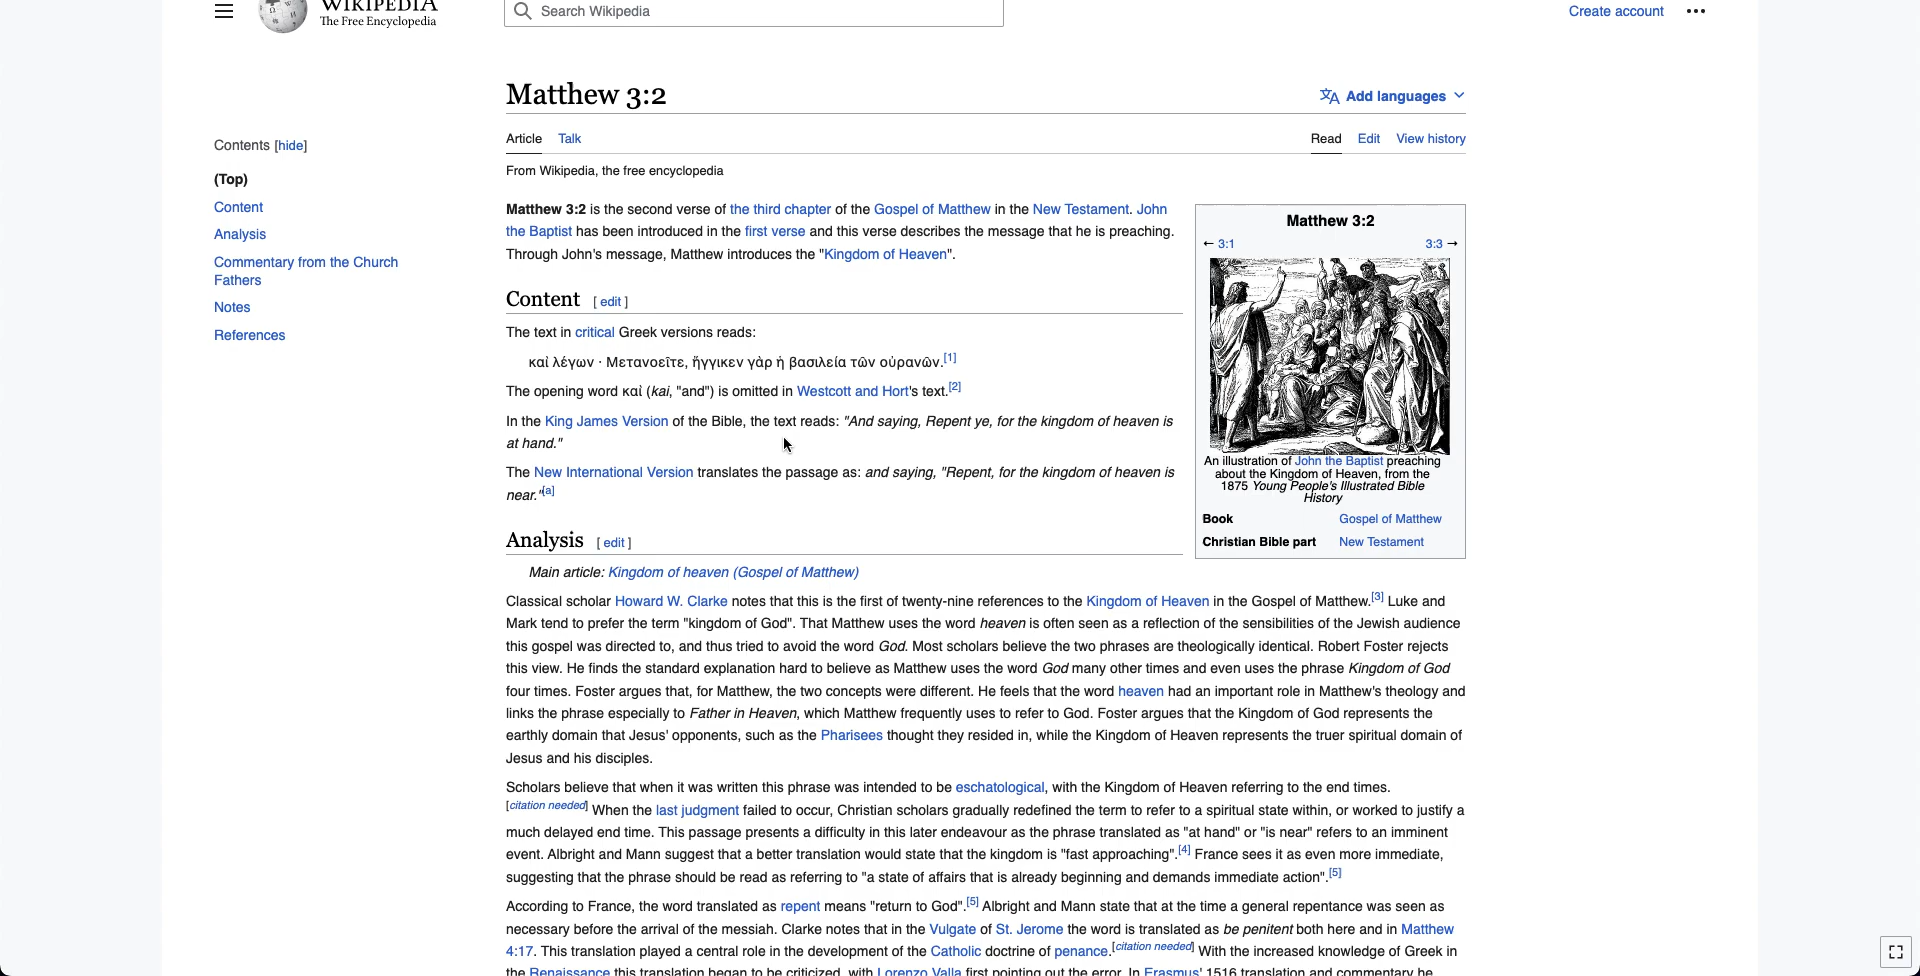 WIKIPEDIA
The Free Encyclopedia
Search Wikipedia
Create account
Matthew 3:2
Add languages
Contents [hide]
(Top)
Content
Analysis
Commentary from the Church
Fathers
Notes
References
Article Talk
Read Edit View history
From Wikipedia, the free encyclopedia
Matthew 3:2 is the second verse of the third chapter of the Gospel of Matthew in the New Testament. John
the Baptist has been introduced in the first verse and this verse describes the message that he is preaching.
Through John's message, Matthew introduces the "Kingdom of Heaven".
Content [ edit ]
The text in critical Greek versions reads:
καὶ λέγων · Μετανοεῖτε, ἤγγικεν γὰρ ἡ βασιλεία τῶν οὐρανῶν.[1]
The opening word καὶ (kai, "and") is omitted in Westcott and Hort's text.[2]
In the King James Version of the Bible, the text reads: "And saying, Repent ye, for the kingdom of heaven is
at hand."
The New International Version translates the passage as: and saying, "Repent, for the kingdom of heaven is
near."[a]
Matthew 3:2
← 3:1 3:3 →
An illustration of John the Baptist preaching
about the Kingdom of Heaven, from the
1875 Young People's Illustrated Bible
History
Book Gospel of Matthew
Christian Bible part New Testament
Analysis [ edit ]
Main article: Kingdom of heaven (Gospel of Matthew)
Classical scholar Howard W. Clarke notes that this is the first of twenty-nine references to the Kingdom of Heaven in the Gospel of Matthew.[3] Luke and
Mark tend to prefer the term "kingdom of God". That Matthew uses the word heaven is often seen as a reflection of the sensibilities of the Jewish audience
this gospel was directed to, and thus tried to avoid the word God. Most scholars believe the two phrases are theologically identical. Robert Foster rejects
this view. He finds the standard explanation hard to believe as Matthew uses the word God many other times and even uses the phrase Kingdom of God
four times. Foster argues that, for Matthew, the two concepts were different. He feels that the word heaven had an important role in Matthew's theology and
links the phrase especially to Father in Heaven, which Matthew frequently uses to refer to God. Foster argues that the Kingdom of God represents the
earthly domain that Jesus' opponents, such as the Pharisees thought they resided in, while the Kingdom of Heaven represents the truer spiritual domain of
Jesus and his disciples.
Scholars believe that when it was written this phrase was intended to be eschatological, with the Kingdom of Heaven referring to the end times.
[citation needed] When the last judgment failed to occur, Christian scholars gradually redefined the term to refer to a spiritual state within, or worked to justify a
much delayed end time. This passage presents a difficulty in this later endeavour as the phrase translated as "at hand" or "is near" refers to an imminent
event. Albright and Mann suggest that a better translation would state that the kingdom is "fast approaching".[4] France sees it as even more immediate,
suggesting that the phrase should be read as referring to "a state of affairs that is already beginning and demands immediate action".[5]
According to France, the word translated as repent means "return to God".[5] Albright and Mann state that at the time a general repentance was seen as
necessary before the arrival of the messiah. Clarke notes that in the Vulgate of St. Jerome the word is translated as be penitent both here and in Matthew
4:17. This translation played a central role in the development of the Catholic doctrine of penance.[citation needed] With the increased knowledge of Greek in
the Renaissance this translation began to be criticized, with Lorenzo Valla first pointing out the error. In Erasmus' 1516 translation and commentary he